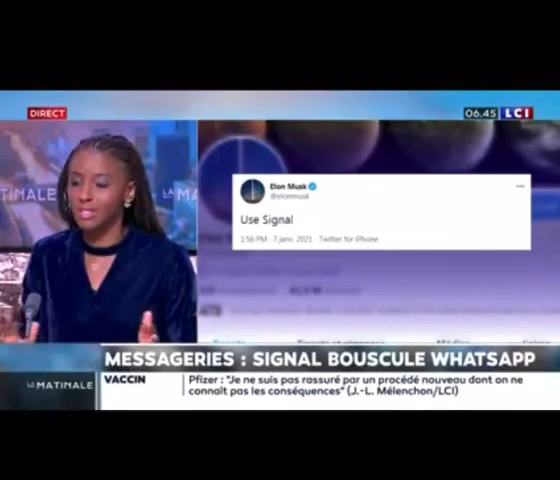 DIRECT
06.45 LCI
Elon Musk
@elonmusk
Use Signal
1:56 PM · 7 janv. 2021 · Twitter for iPhone
MESSAGERIES : SIGNAL BOUSCULE WHATSAPP
LA MATINALE
VACCIN
Pfizer : "Je ne suis pas rassuré par un procédé nouveau dont on ne
connaît pas les conséquences" (J.-L. Mélenchon/LCI)